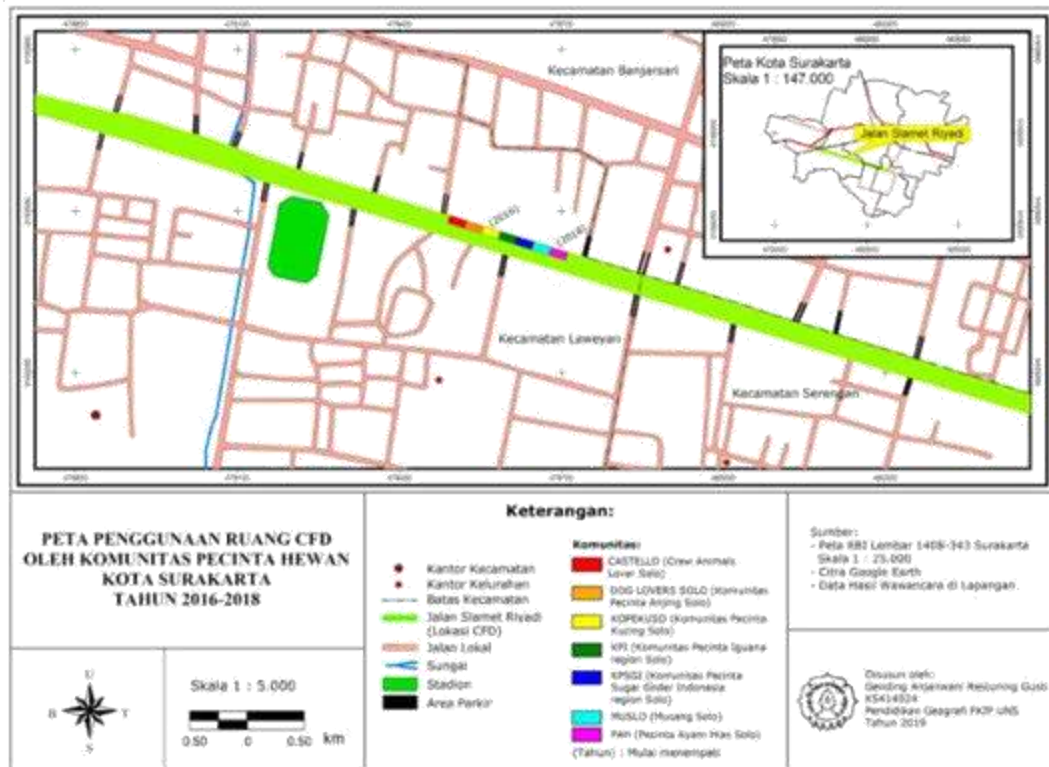 Kecamatan Banjarsari
Peta Kota Surakarta
Skala 1 : 147.000
Jalan Slamet Riyadi
(2016)
(2018)
Kecamatan Laweyan
Kecamatan Serengan
PETA PENGGUNAAN RUANG CFD
OLEH KOMUNITAS PECINTA HEWAN
KOTA SURAKARTA
TAHUN 2016-2018
U
B T
S
Skala 1 : 5.000
0.50 0 0.50 km
Keterangan:
Kantor Kecamatan
Kantor Kelurahan
Batas Kecamatan
Jalan Slamet Riyadi
(Lokasi CFD)
Jalan Lokal
Sungai
Stadion
Area Parkir
Komunitas:
CASTELLO (Crew Animals
Lover Solo)
DOG LOVERS SOLO (Komunitas
Pecinta Anjing Solo)
KOPEKUSO (Komunitas Pecinta
Kucing Solo)
KPI (Komunitas Pecinta Iguana
region Solo)
KPSGI (Komunitas Pecinta
Sugar Glider Indonesia
region Solo)
MUSLO (Musang Solo)
PAH (Pecinta Ayam Hias Solo)
(Tahun) : Mulai menempati
Sumber:
- Peta RBI Lembar 1408-343 Surakarta
Skala 1 : 25.000
- Citra Google Earth
- Data Hasil Wawancara di Lapangan.
Disusun oleh:
Gending Anjanwani Restuning Gusti
K5414024
Pendidikan Geografi FKIP UNS
Tahun 2019